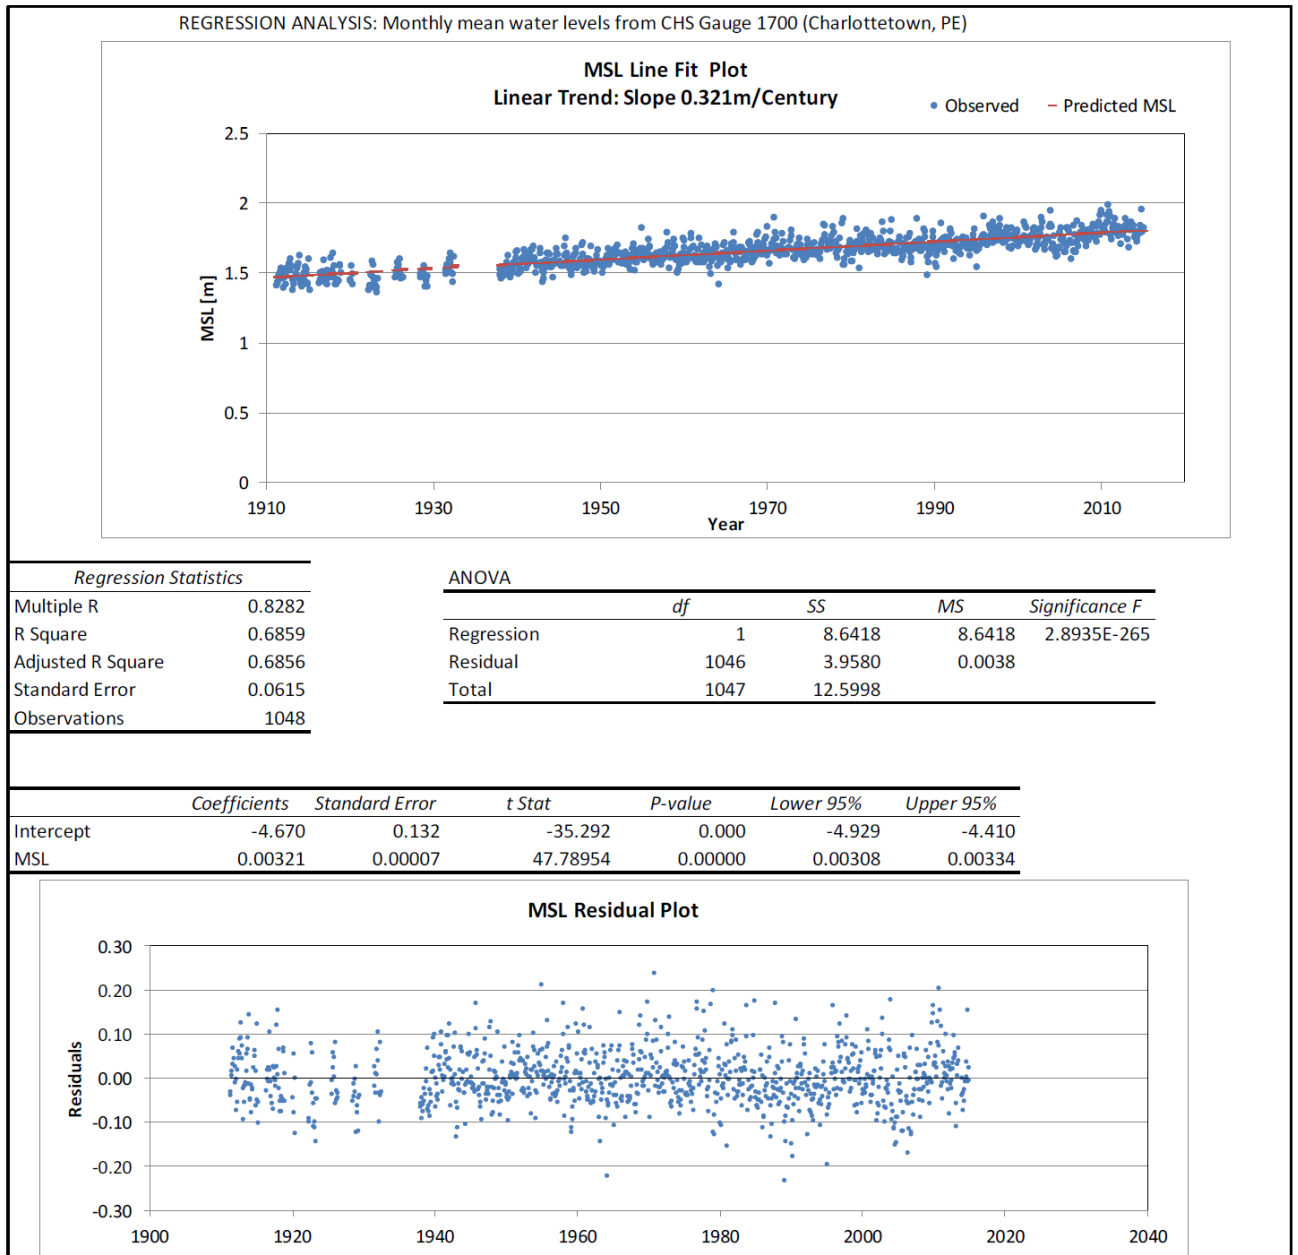 REGRESSION ANALYSIS: Monthly mean water levels from CHS Gauge 1700 (Charlottetown, PE)
MSL Line Fit Plot
Linear Trend: Slope 0.321m/Century
Observed
Predicted MSL
2.5
2
1.5
1
0.5
0
MSL [m]
1910 1930 1950 1970 1990 2010
Year
Regression Statistics
Multiple R 0.8282
R Square 0.6859
Adjusted R Square 0.6856
Standard Error 0.0615
Observations 1048
ANOVA
df SS MS Significance F
Regression 1 8.6418 8.6418 2.8935E-265
Residual 1046 3.9580 0.0038
Total 1047 12.5998
Coefficients Standard Error t Stat P-value Lower 95% Upper 95%
Intercept -4.670 0.132 -35.292 0.000 -4.929 -4.410
MSL 0.00321 0.00007 47.78954 0.00000 0.00308 0.00334
MSL Residual Plot
0.30
0.20
0.10
0.00
-0.10
-0.20
-0.30
Residuals
1900 1920 1940 1960 1980 2000 2020 2040